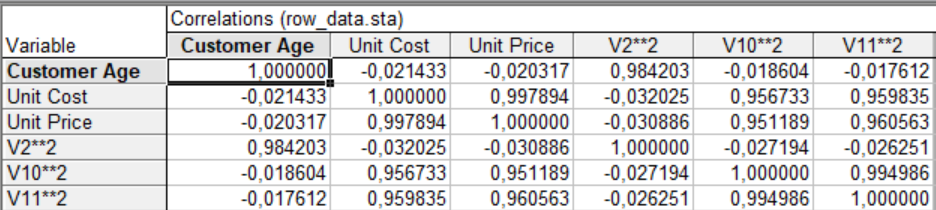 Correlations (row_data.sta)
Variable Customer Age Unit Cost Unit Price V2**2 V10**2 V11**2
Customer Age 1,000000 -0,021433 -0,020317 0,984203 -0,018604 -0,017612
Unit Cost -0,021433 1,000000 0,997894 -0,032025 0,956733 0,959835
Unit Price -0,020317 0,997894 1,000000 -0,030886 0,951189 0,960563
V2**2 0,984203 -0,032025 -0,030886 1,000000 -0,027194 -0,026251
V10**2 -0,018604 0,956733 0,951189 -0,027194 1,000000 0,994986
V11**2 -0,017612 0,959835 0,960563 -0,026251 0,994986 1,000000